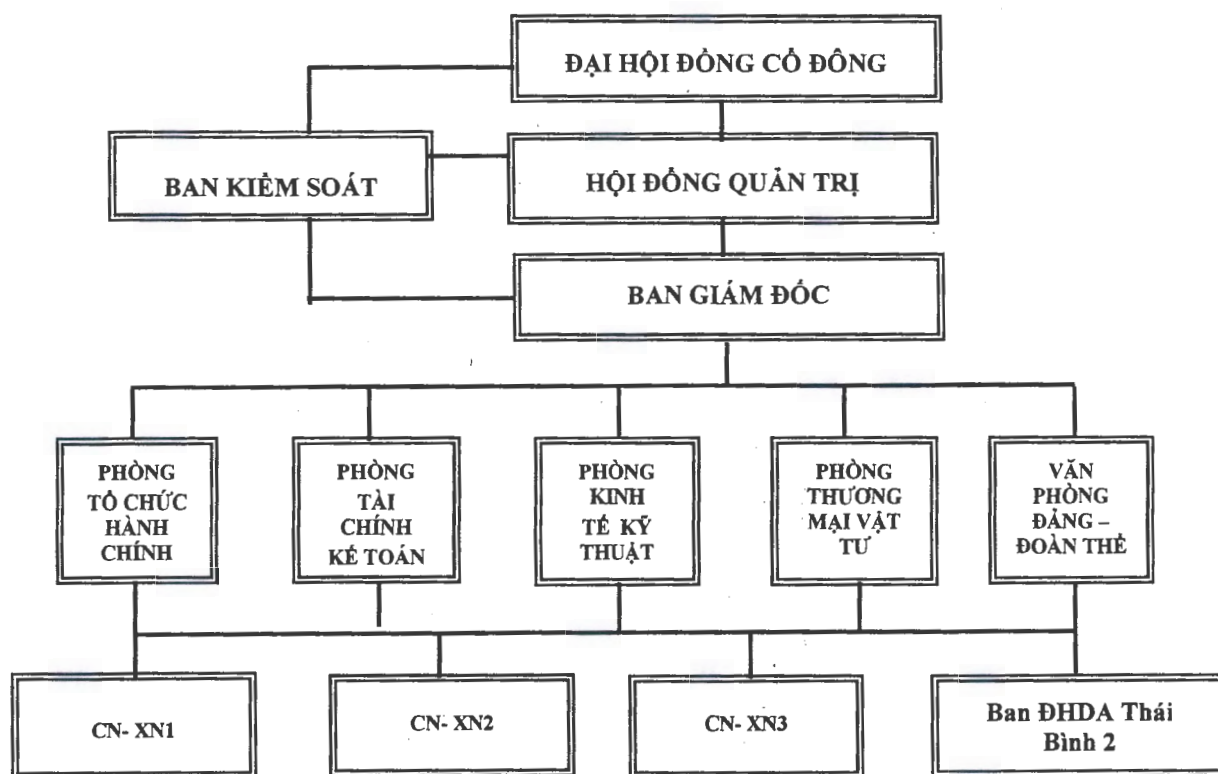 ĐẠI HỘI ĐỒNG CỔ ĐÔNG
BAN KIỂM SOÁT
HỘI ĐỒNG QUẢN TRỊ
BAN GIÁM ĐỐC
PHÒNG
TỔ CHỨC
HÀNH
CHÍNH
PHÒNG
TÀI
CHÍNH
KẾ TOÁN
PHÒNG
KINH
TẾ KỸ
THUẬT
PHÒNG
THƯƠNG
MẠI VẬT
TƯ
VĂN
PHÒNG
ĐẢNG –
ĐOÀN THỂ
CN- XN1
CN- XN2
CN- XN3
Ban ĐHDA Thái
Bình 2